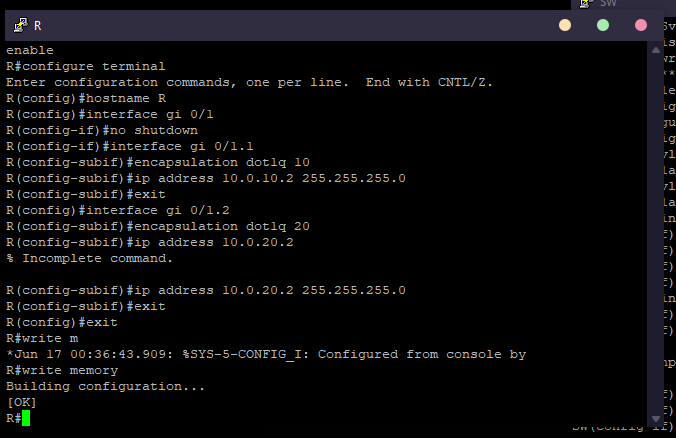 SW
R
enable
R#configure terminal
Enter configuration commands, one per line.  End with CNTL/Z.
R(config)#hostname R
R(config)#interface gi 0/1
R(config-if)#no shutdown
R(config-if)#interface gi 0/1.1
R(config-subif)#encapsulation dot1q 10
R(config-subif)#ip address 10.0.10.2 255.255.255.0
R(config-subif)#exit
R(config)#interface gi 0/1.2
R(config-subif)#encapsulation dot1q 20
R(config-subif)#ip address 10.0.20.2
% Incomplete command.
R(config-subif)#ip address 10.0.20.2 255.255.255.0
R(config-subif)#exit
R(config)#exit
R#write m
*Jun 17 00:36:43.909: %SYS-5-CONFIG_I: Configured from console by
R#write memory
Building configuration...
[OK]
R#